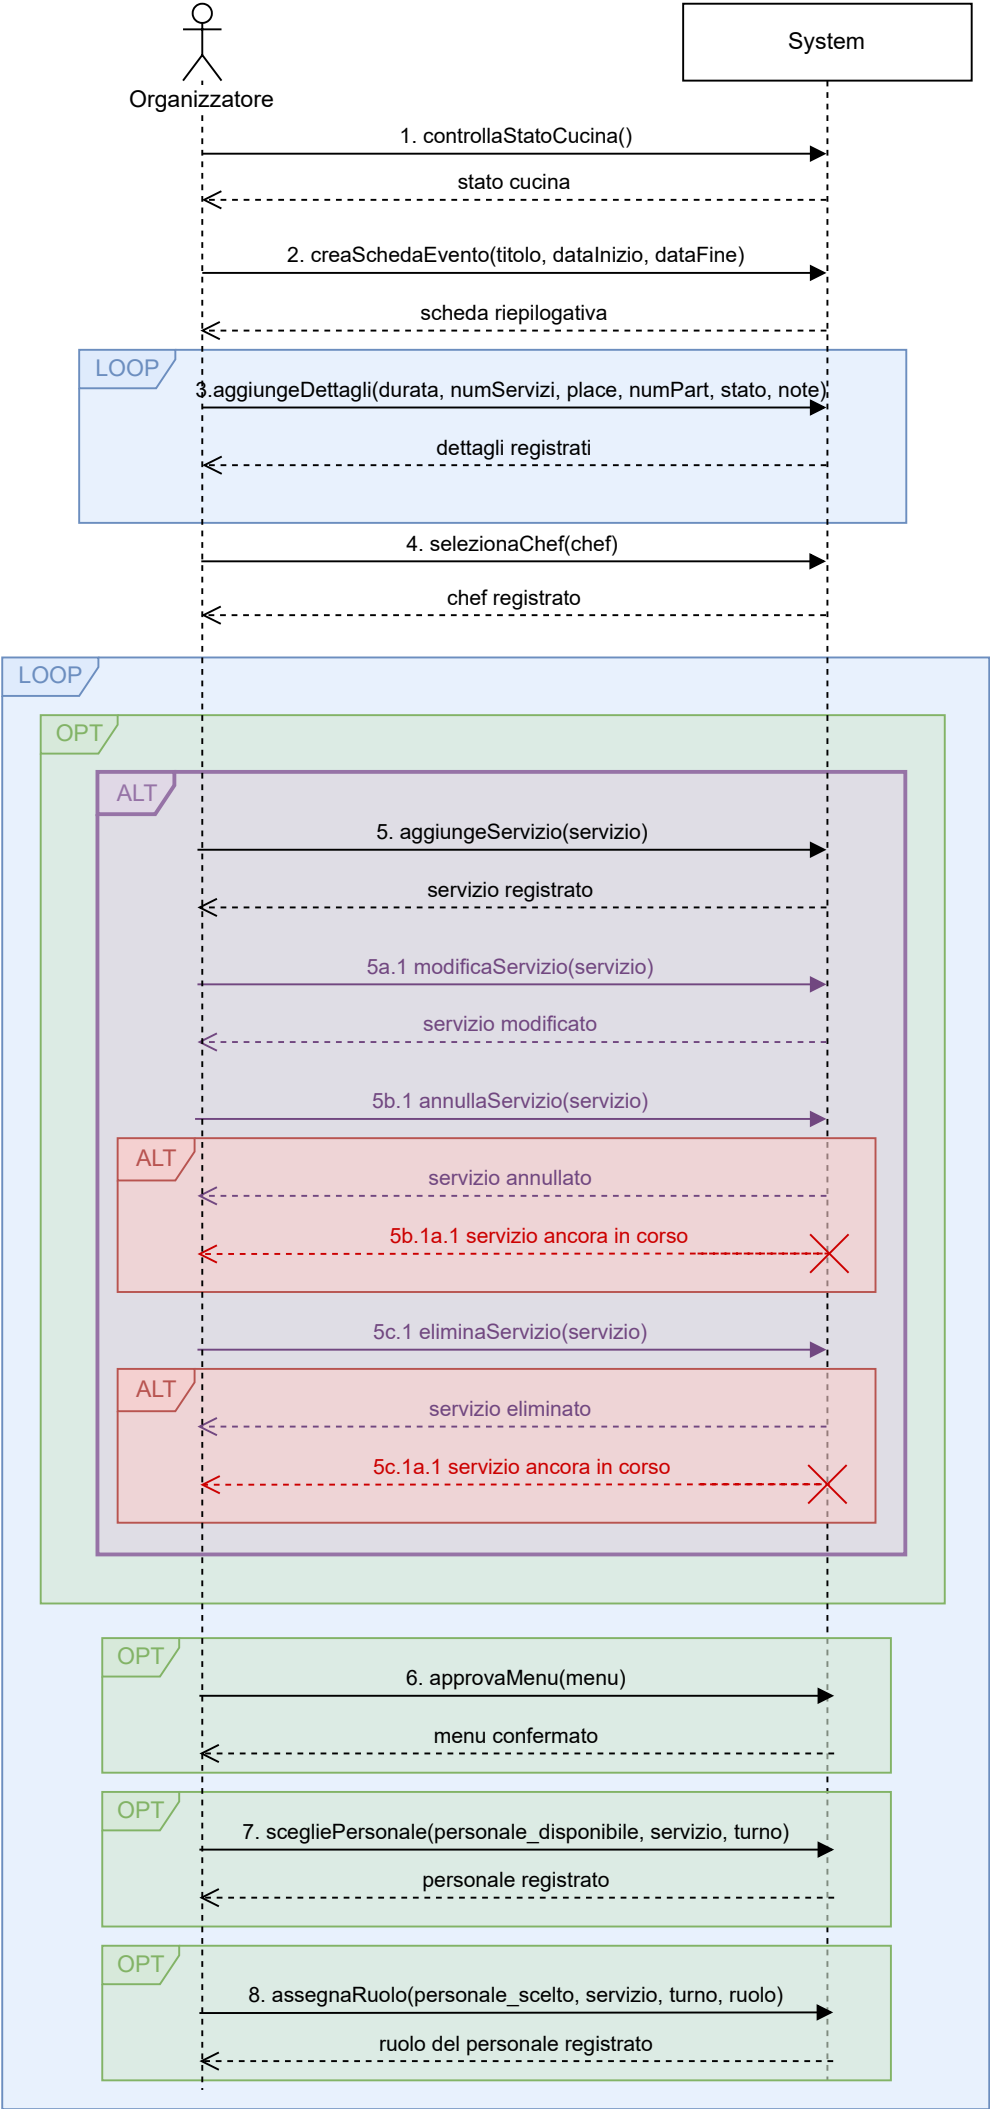 System
Organizzatore
1. controllaStatoCucina()
stato cucina
2. creaSchedaEvento(titolo, dataInizio, dataFine)
scheda riepilogativa
LOOP
3.aggiungeDettagli(durata, numServizi, place, numPart, stato, note)
dettagli registrati
4. selezionaChef(chef)
chef registrato
LOOP
OPT
ALT
5. aggiungeServizio(servizio)
servizio registrato
5a.1 modificaServizio(servizio)
servizio modificato
5b.1 annullaServizio(servizio)
ALT
servizio annullato
5b.1a.1 servizio ancora in corso
5c.1 eliminaServizio(servizio)
ALT
servizio eliminato
5c.1a.1 servizio ancora in corso
OPT
6. approvaMenu(menu)
menu confermato
OPT
7. scegliePersonale(personale_disponibile, servizio, turno)
personale registrato
OPT
8. assegnaRuolo(personale_scelto, servizio, turno, ruolo)
ruolo del personale registrato